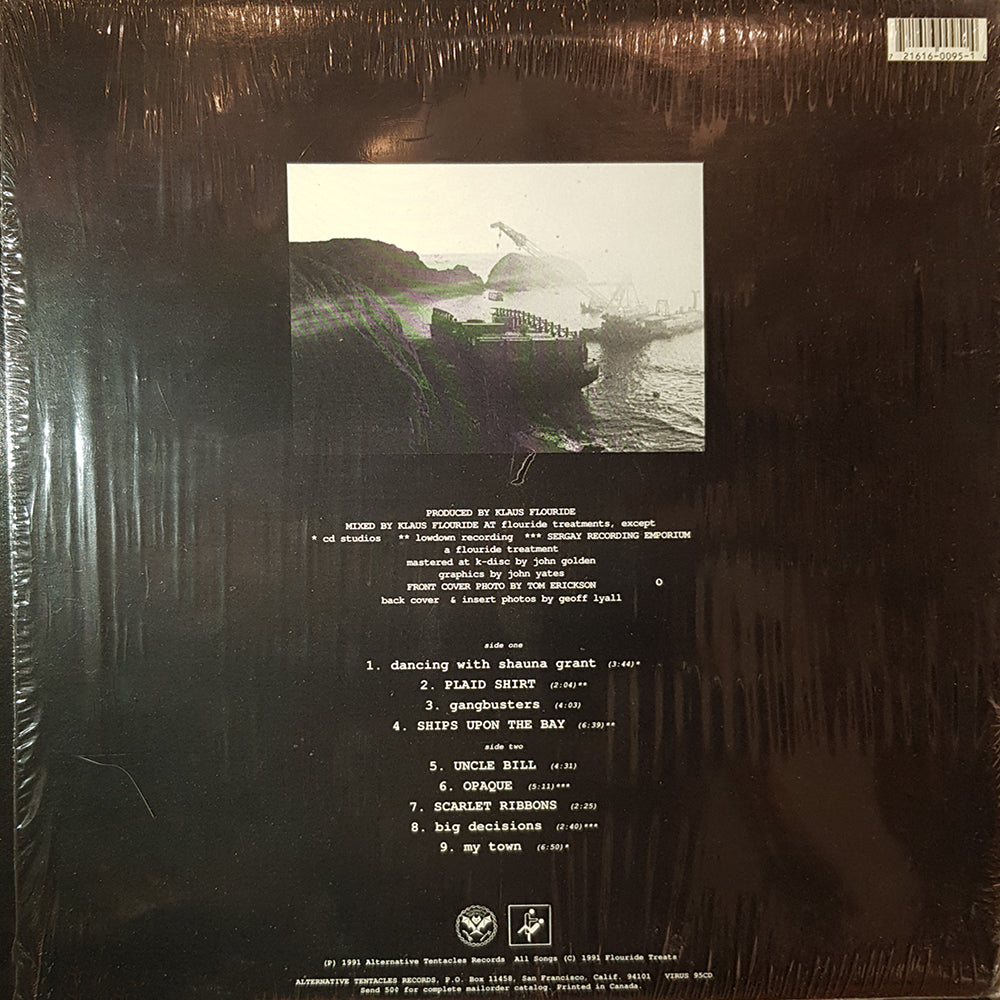 7 21616-0095-1 4
PRODUCED BY KLAUS FLOURIDE
MIXED BY KLAUS FLOURIDE AT flouride treatments, except
* cd studios ** lowdown recording *** SERGAY RECORDING EMPORIUM
a flouride treatment
mastered at k-disc by john golden
graphics by john yates
FRONT COVER PHOTO BY TOM ERICKSON
back cover & insert photos by geoff lyall
side one
1. dancing with shauna grant (3:44)*
2. PLAID SHIRT (2:04)**
3. gangbusters (4:03)
4. SHIPS UPON THE BAY (6:39)**
side two
5. UNCLE BILL (4:31)
6. OPAQUE (5:11)***
7. SCARLET RIBBONS (2:25)
8. big decisions (2:40)***
9. my town (6:50)*
(P) 1991 Alternative Tentacles Records All Songs (C) 1991 Flouride Treats
ALTERNATIVE TENTACLES RECORDS, P.O. Box 11458, San Francisco, Calif. 94101 VIRUS 95CD
Send 50¢ for complete mailorder catalog. Printed in Canada.